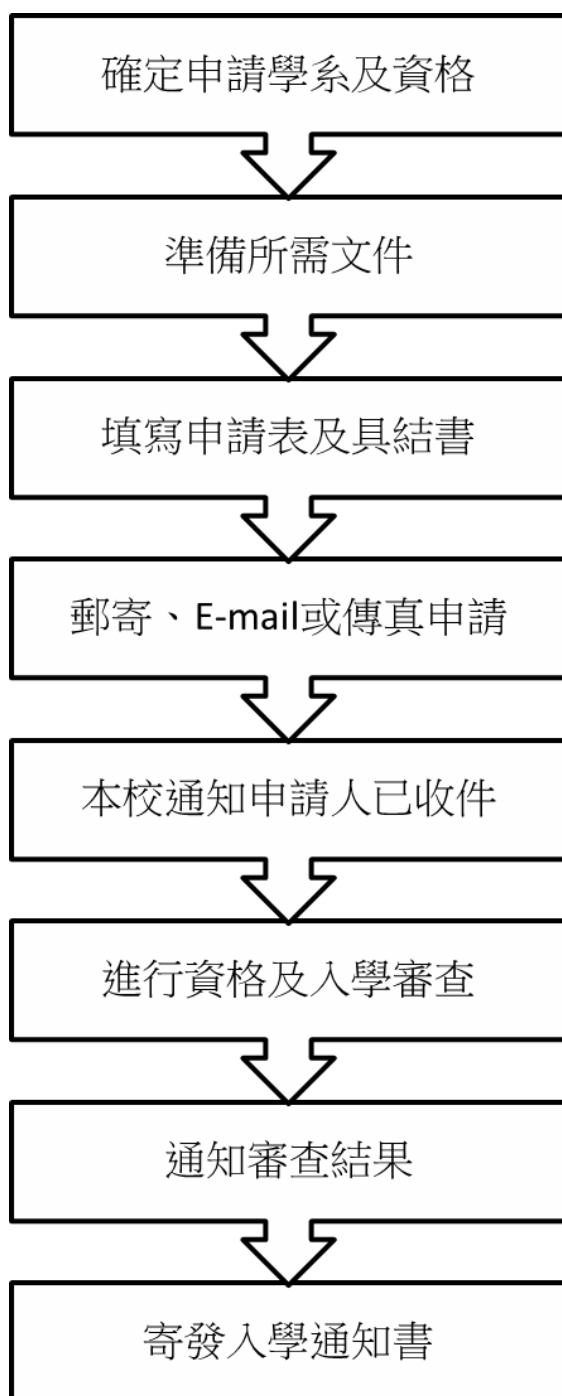 確定申請學系及資格
準備所需文件
填寫申請表及具結書
郵寄、E-mail或傳真申請
本校通知申請人已收件
進行資格及入學審查
通知審查結果
寄發入學通知書